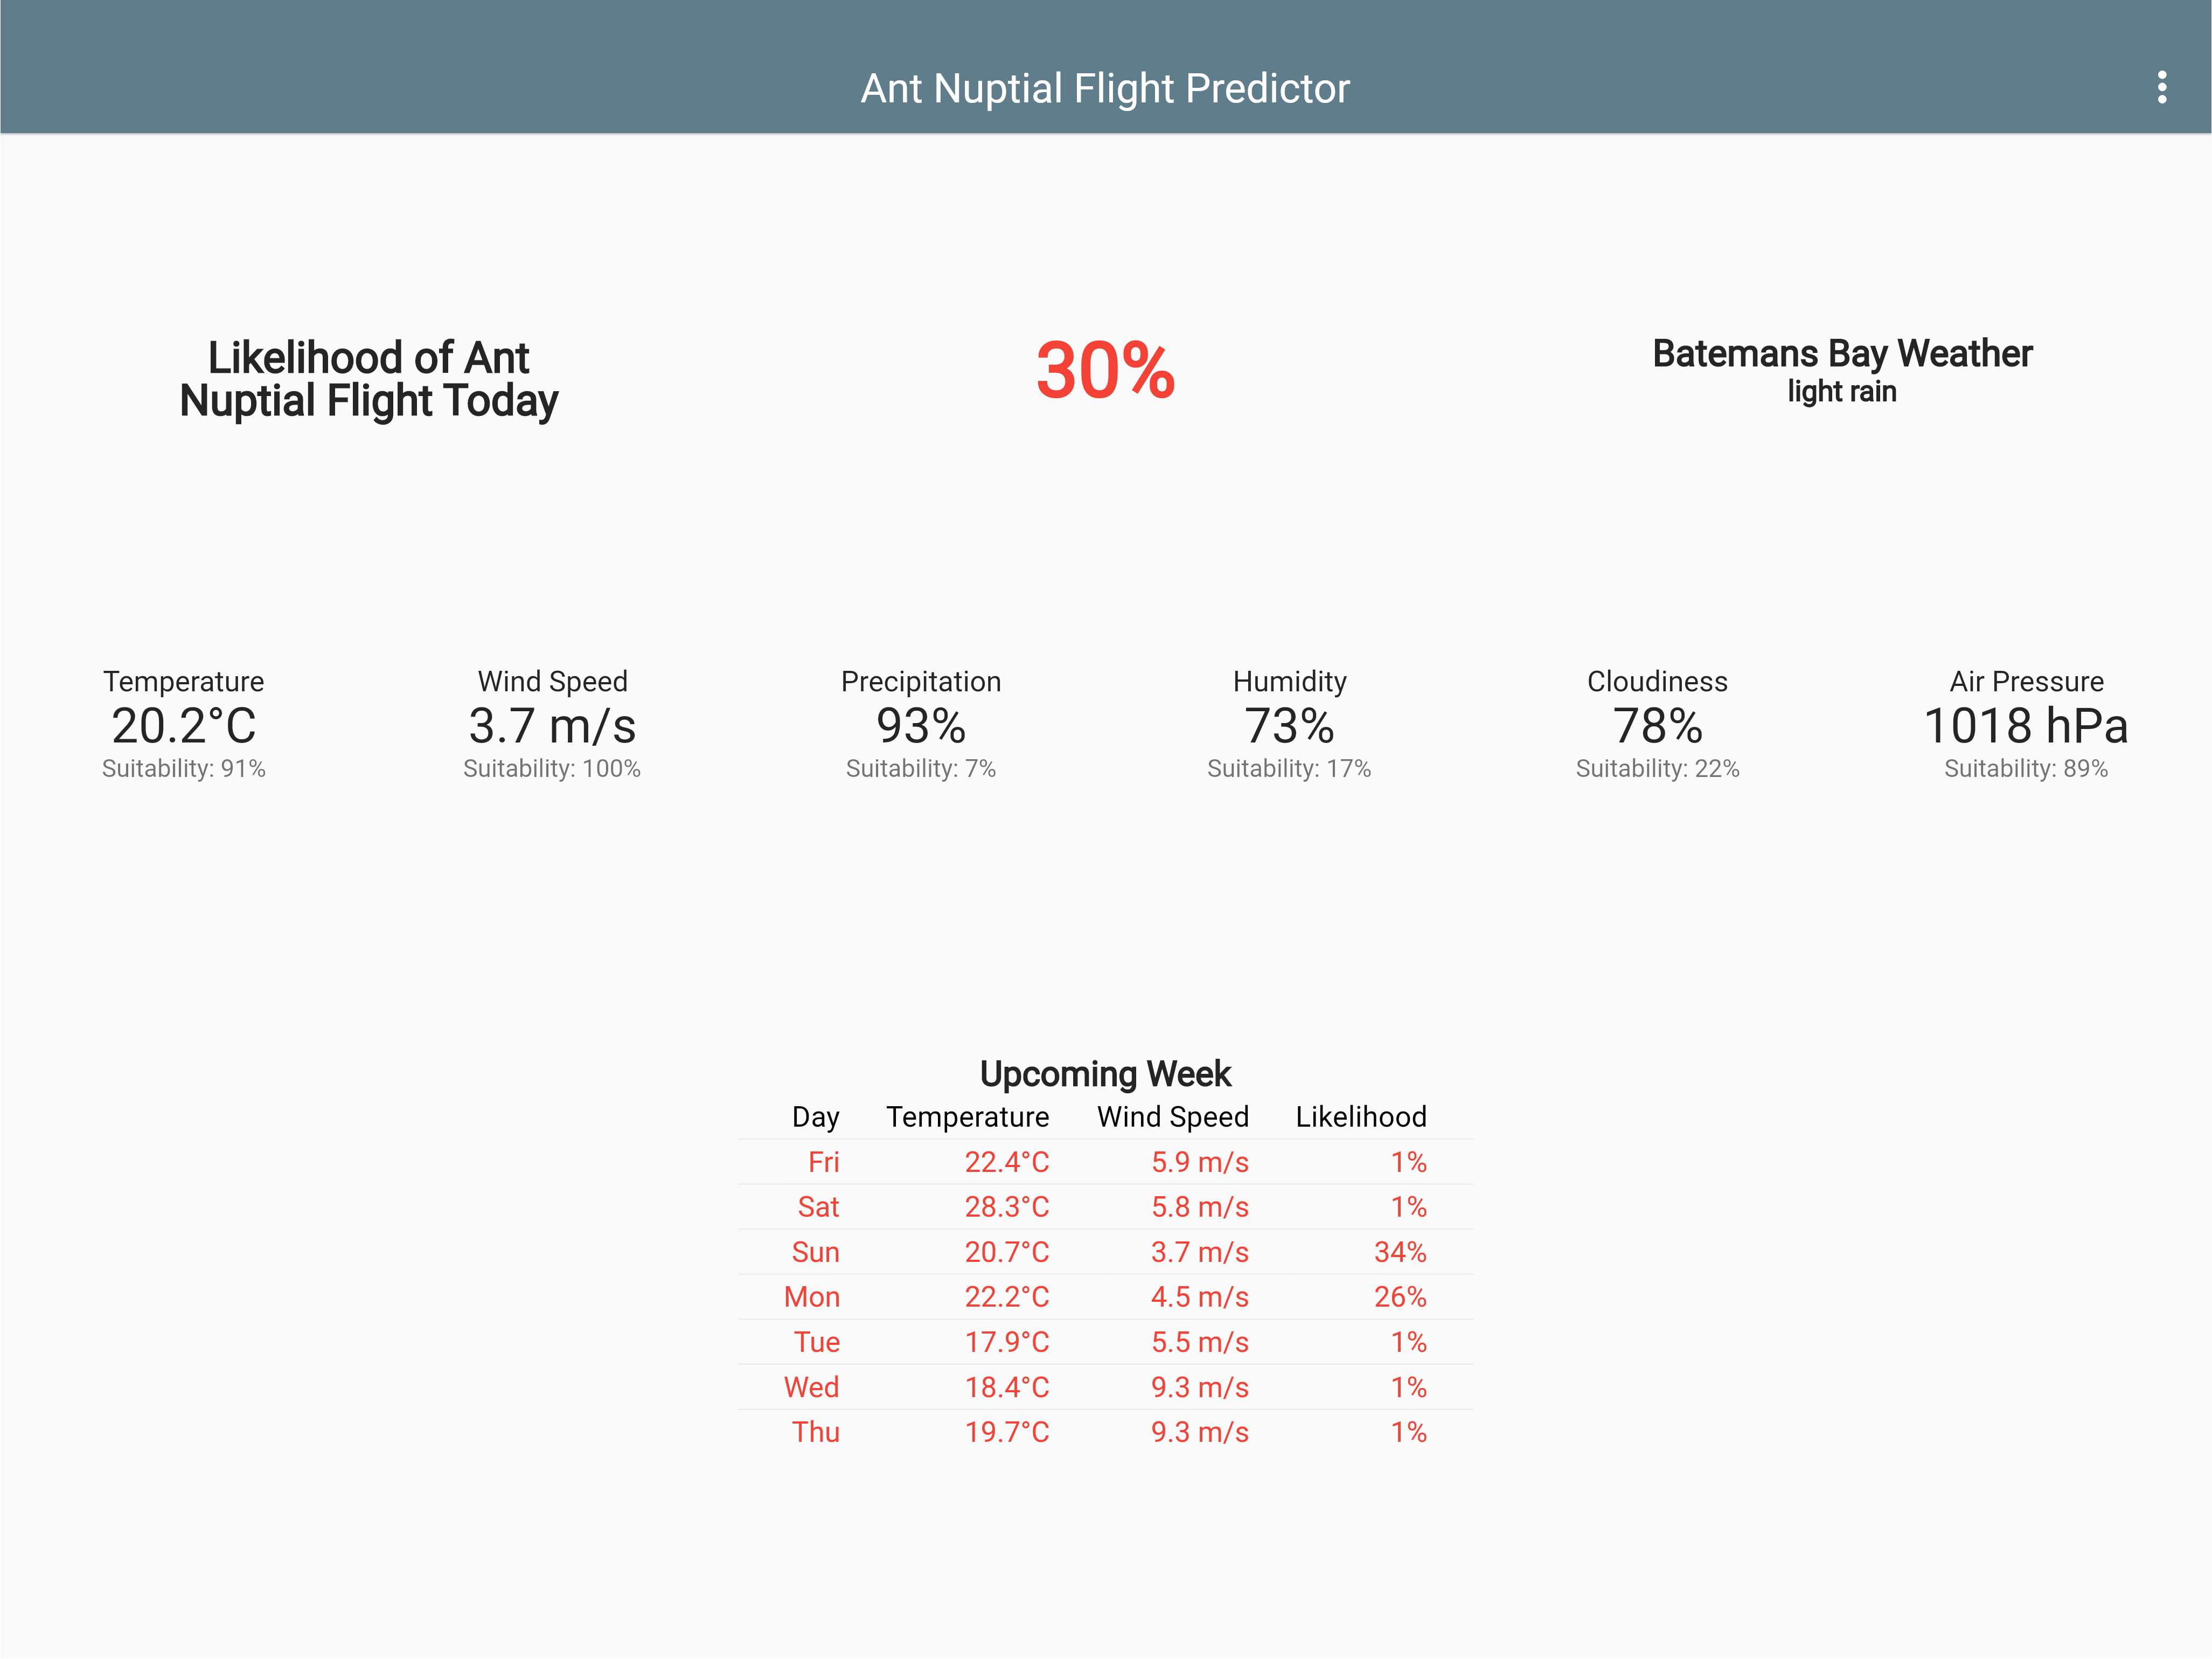 Ant Nuptial Flight Predictor
Likelihood of Ant
Nuptial Flight Today
30%
Batemans Bay Weather
light rain
Temperature
20.2°C
Suitability: 91%
Wind Speed
3.7 m/s
Suitability: 100%
Precipitation
93%
Suitability: 7%
Humidity
73%
Suitability: 17%
Cloudiness
78%
Suitability: 22%
Air Pressure
1018 hPa
Suitability: 89%
Upcoming Week
Day Temperature Wind Speed Likelihood
Fri 22.4°C 5.9 m/s 1%
Sat 28.3°C 5.8 m/s 1%
Sun 20.7°C 3.7 m/s 34%
Mon 22.2°C 4.5 m/s 26%
Tue 17.9°C 5.5 m/s 1%
Wed 18.4°C 9.3 m/s 1%
Thu 19.7°C 9.3 m/s 1%